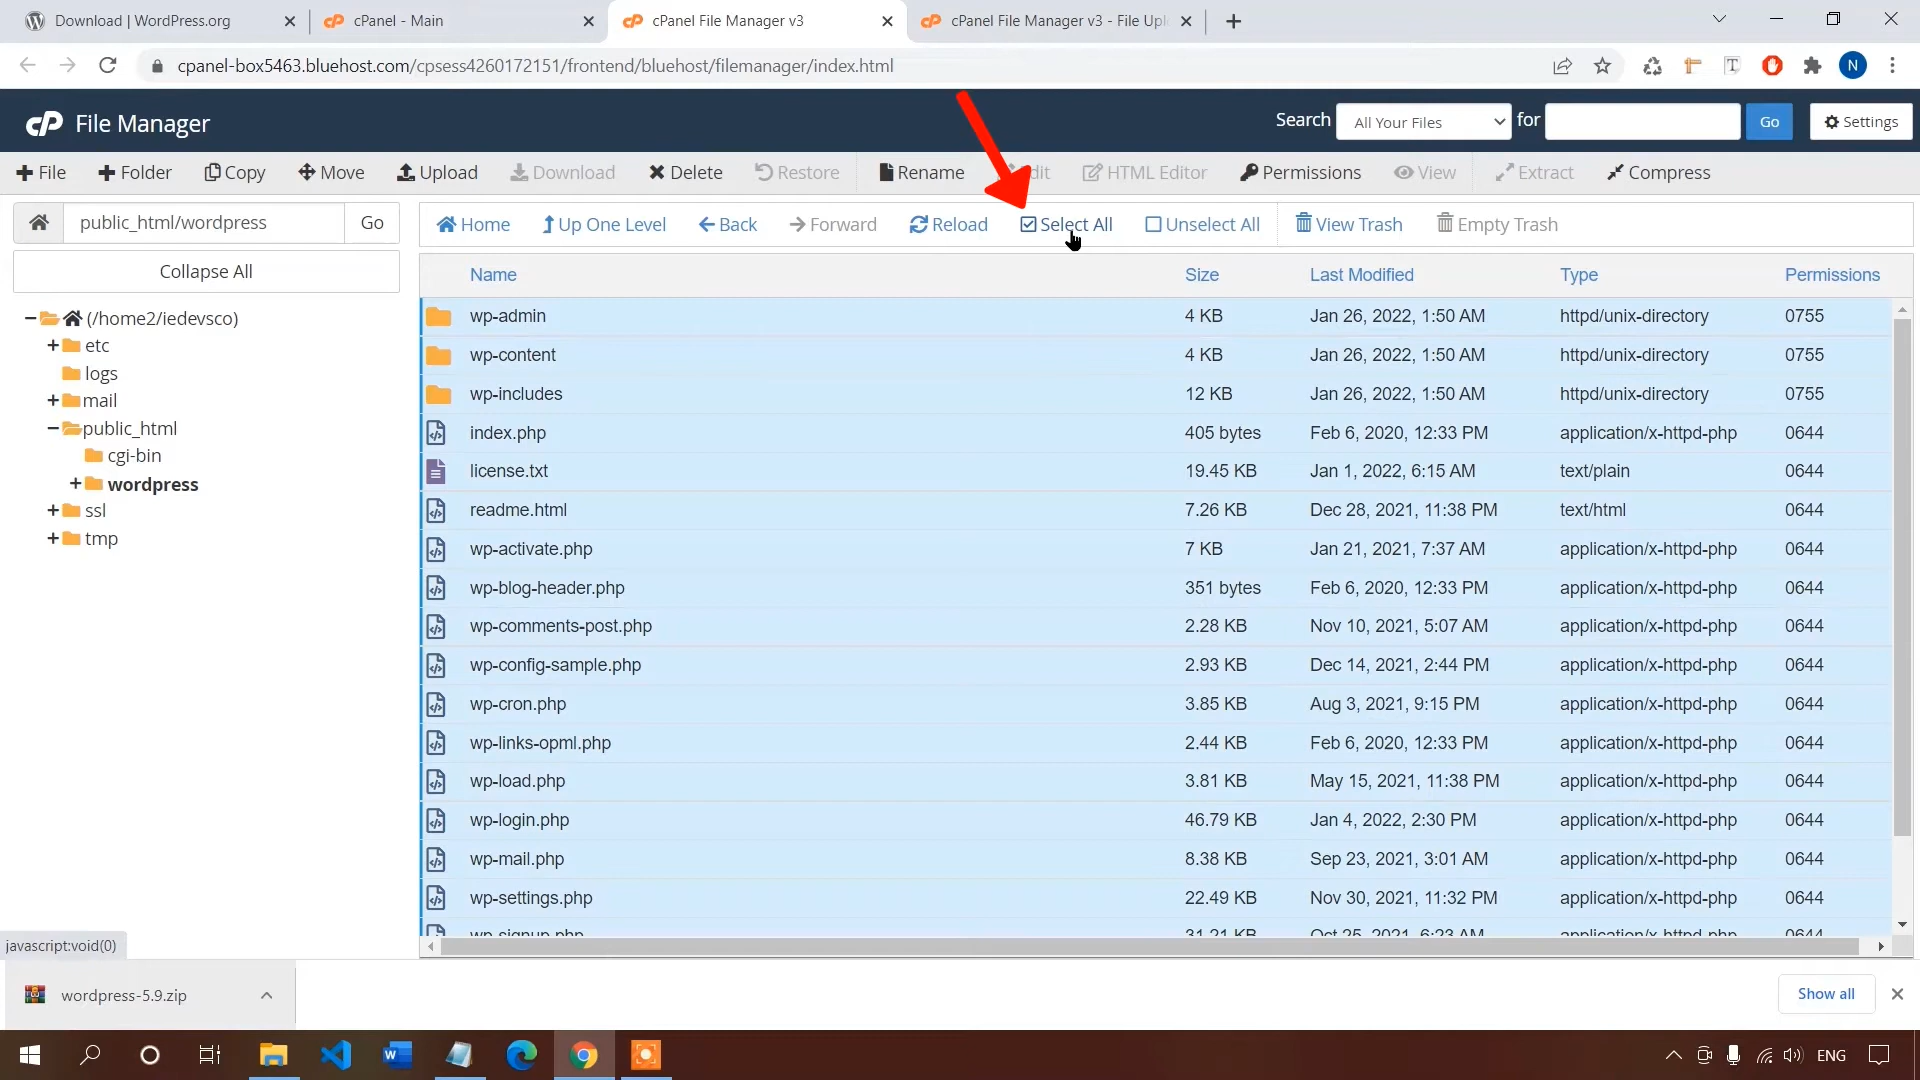 Download | WordPress.org
cPanel - Main
cPanel File Manager v3
cPanel File Manager v3 - File Upl
cpanel-box5463.bluehost.com/cpsess4260172151/frontend/bluehost/filemanager/index.html
N
cP File Manager
Search All Your Files for Go Settings
File Folder Copy Move Upload Download Delete Restore Rename Edit HTML Editor Permissions View Extract Compress
public_html/wordpress Go
Home Up One Level Back Forward Reload Select All Unselect All View Trash Empty Trash
Collapse All
(/home2/iedevsco)
etc
logs
mail
public_html
cgi-bin
wordpress
ssl
tmp
Name Size Last Modified Type Permissions
wp-admin 4 KB Jan 26, 2022, 1:50 AM httpd/unix-directory 0755
wp-content 4 KB Jan 26, 2022, 1:50 AM httpd/unix-directory 0755
wp-includes 12 KB Jan 26, 2022, 1:50 AM httpd/unix-directory 0755
index.php 405 bytes Feb 6, 2020, 12:33 PM application/x-httpd-php 0644
license.txt 19.45 KB Jan 1, 2022, 6:15 AM text/plain 0644
readme.html 7.26 KB Dec 28, 2021, 11:38 PM text/html 0644
wp-activate.php 7 KB Jan 21, 2021, 7:37 AM application/x-httpd-php 0644
wp-blog-header.php 351 bytes Feb 6, 2020, 12:33 PM application/x-httpd-php 0644
wp-comments-post.php 2.28 KB Nov 10, 2021, 5:07 AM application/x-httpd-php 0644
wp-config-sample.php 2.93 KB Dec 14, 2021, 2:44 PM application/x-httpd-php 0644
wp-cron.php 3.85 KB Aug 3, 2021, 9:15 PM application/x-httpd-php 0644
wp-links-opml.php 2.44 KB Feb 6, 2020, 12:33 PM application/x-httpd-php 0644
wp-load.php 3.81 KB May 15, 2021, 11:38 PM application/x-httpd-php 0644
wp-login.php 46.79 KB Jan 4, 2022, 2:30 PM application/x-httpd-php 0644
wp-mail.php 8.38 KB Sep 23, 2021, 3:01 AM application/x-httpd-php 0644
wp-settings.php 22.49 KB Nov 30, 2021, 11:32 PM application/x-httpd-php 0644
wp-signup.php 31.21 KB Oct 25, 2021, 6:23 AM application/x-httpd-php 0644
javascript:void(0)
wordpress-5.9.zip
Show all
ENG